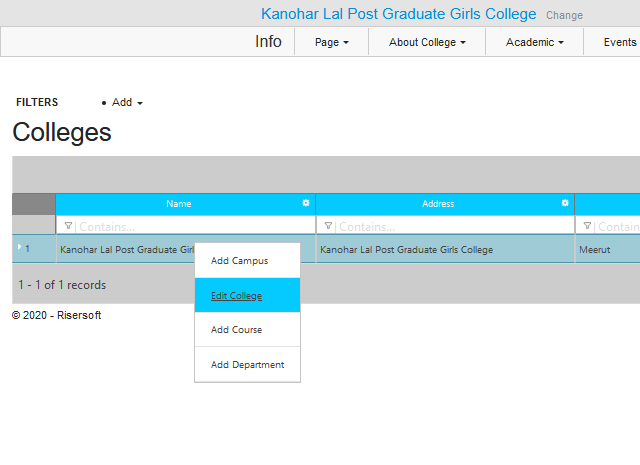 Kanohar Lal Post Graduate Girls College Change
Info Page About College Academic Events
FILTERS Add
Colleges
Name Address
Contains... Contains... Contain
1 Kanohar Lal Post Graduate Girl Kanohar Lal Post Graduate Girls College Meerut
Add Campus
Edit College
Add Course
Add Department
1 - 1 of 1 records
© 2020 - Risersoft